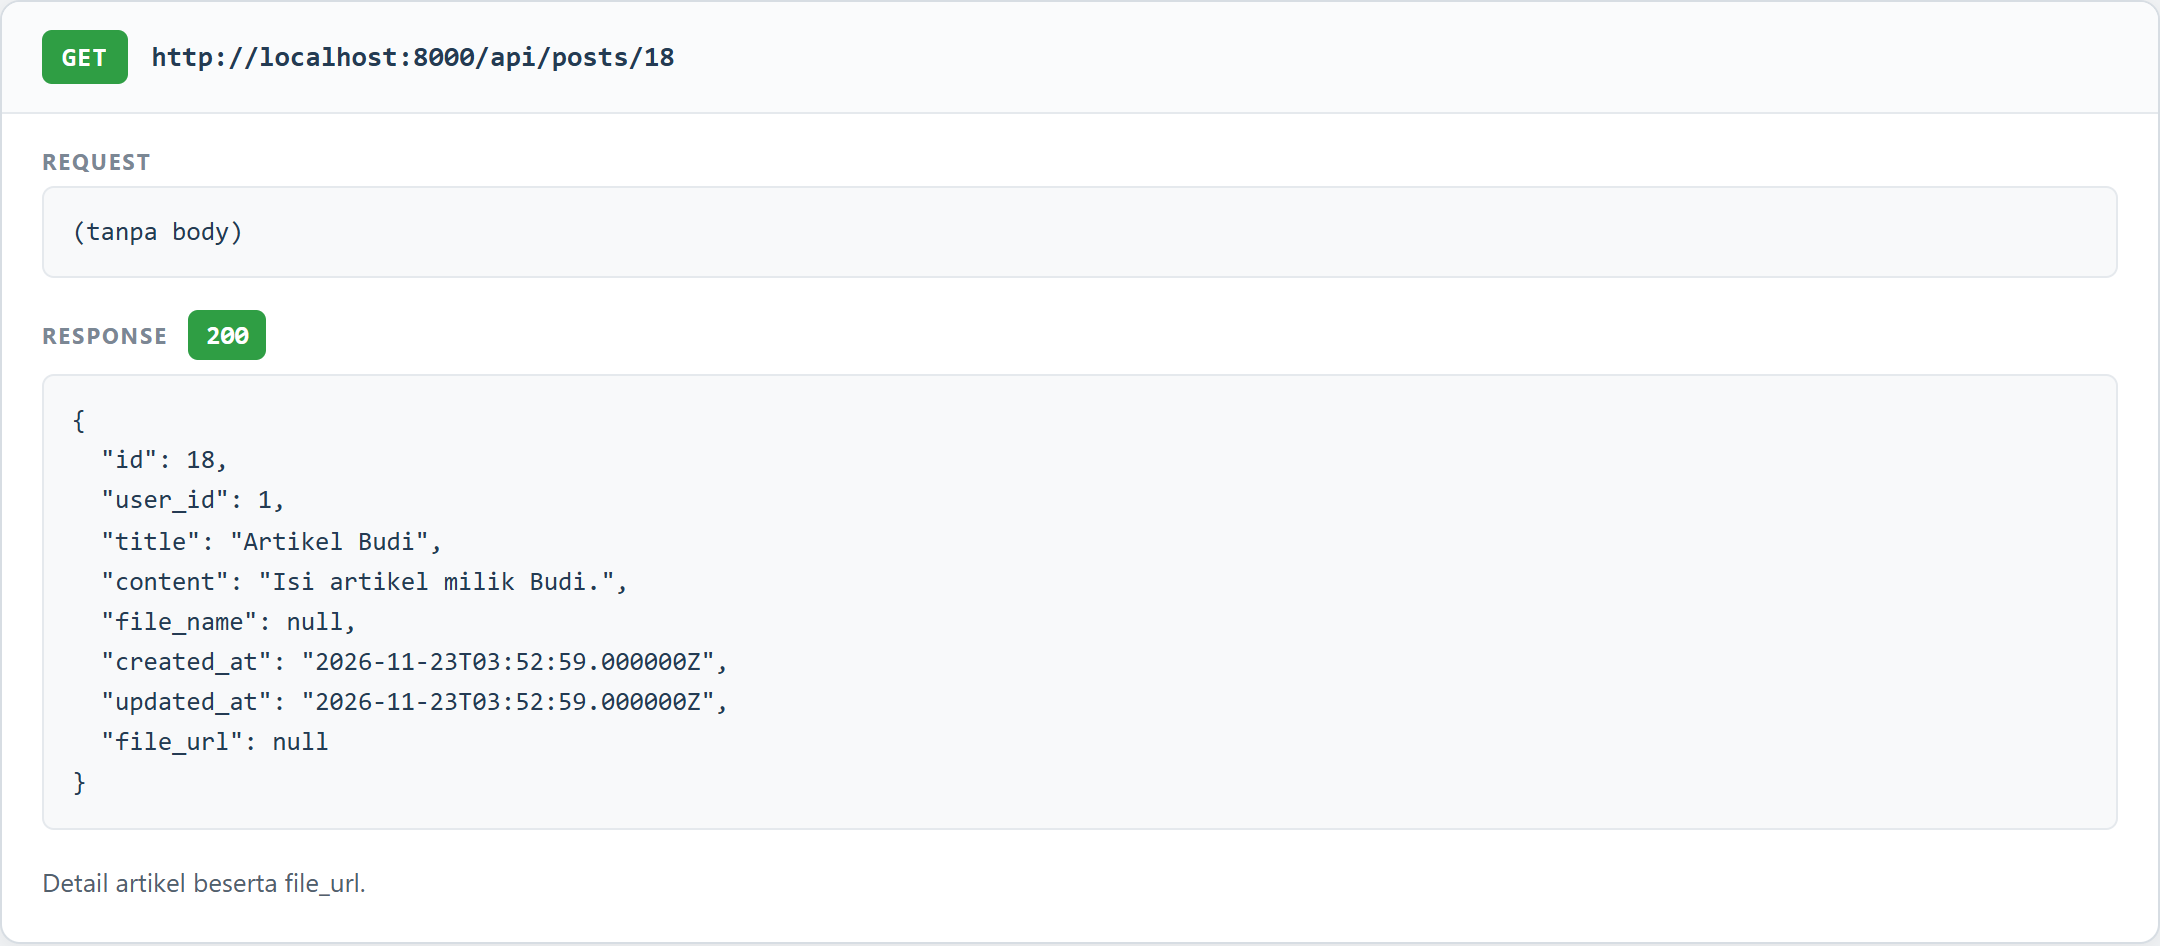 GET http://localhost:8000/api/posts/18
REQUEST
(tanpa body)
RESPONSE 200
{
  "id": 18,
  "user_id": 1,
  "title": "Artikel Budi",
  "content": "Isi artikel milik Budi.",
  "file_name": null,
  "created_at": "2026-11-23T03:52:59.000000Z",
  "updated_at": "2026-11-23T03:52:59.000000Z",
  "file_url": null
}
Detail artikel beserta file_url.